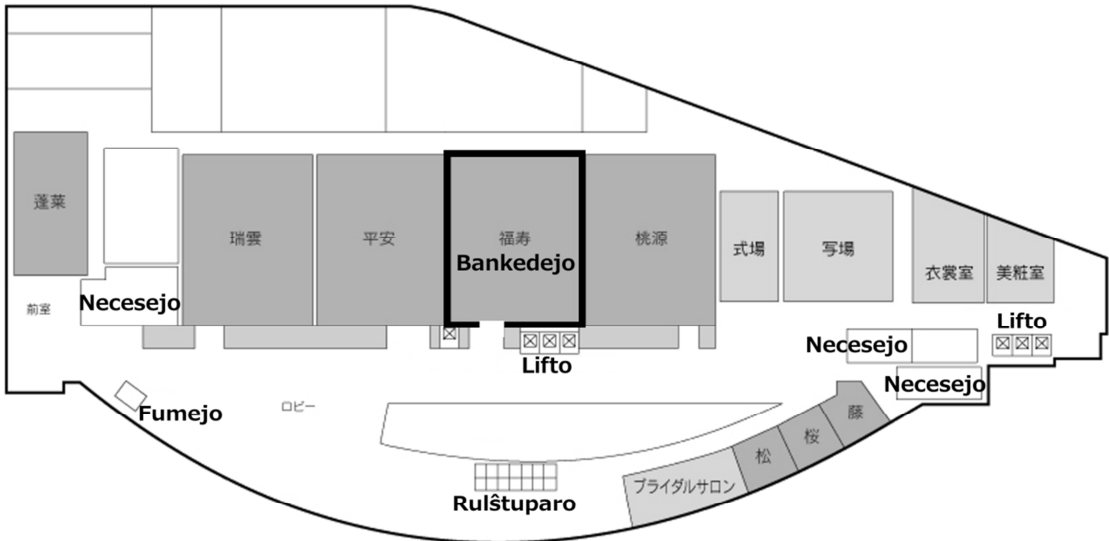 蓬莱
瑞雲
平安
福寿
Bankedejo
桃源
式場
写場
衣裳室
美粧室
前室
Necesejo
Lifto
Necesejo
Lifto
Necesejo
Fumejo
ロビー
藤
桜
松
ブライダルサロン
Rulŝtuparo